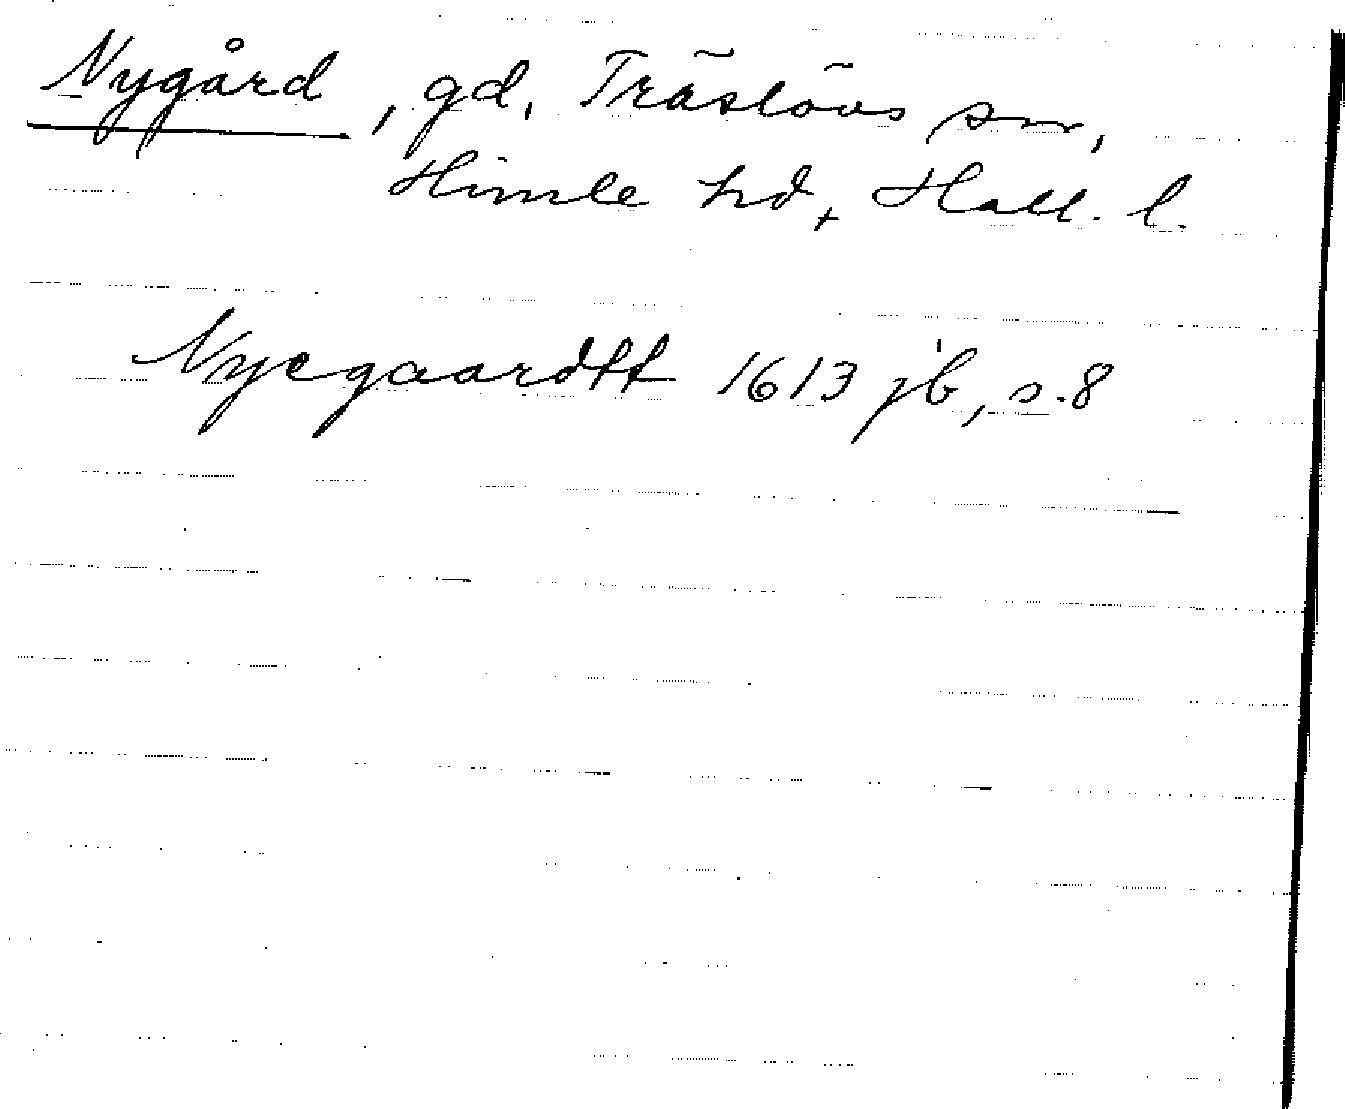 Nygård, gd, Träslövs sn,
Himle hd, Hall. l.
Nyegaardtt 1613 jb, s.8